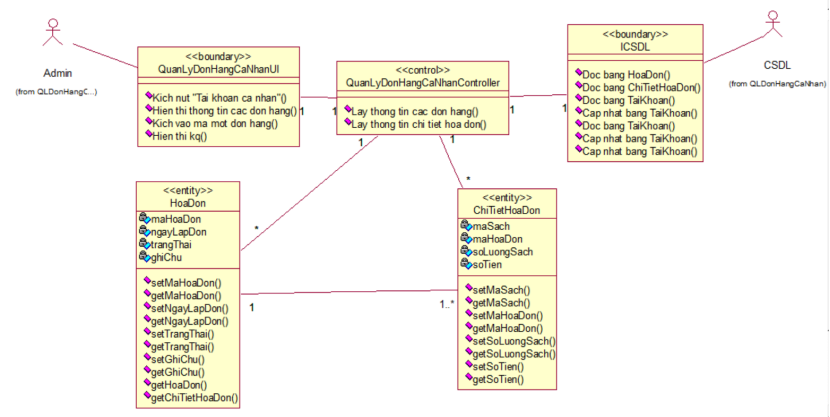 Admin
(from QLDonHangC...)
<<boundary>>
QuanLyDonHangCaNhanUI
Kich nut "Tai khoan ca nhan"()
Hien thi thong tin cac don hang()
Kich vao ma mot don hang()
Hien thi kq()
1
1
<<control>>
QuanLyDonHangCaNhanController
Lay thong tin cac don hang()
Lay thong tin chi tiet hoa don()
1
1
<<boundary>>
ICSDL
Doc bang HoaDon()
Doc bang ChiTietHoaDon()
Doc bang TaiKhoan()
Cap nhat bang TaiKhoan()
Doc bang TaiKhoan()
Cap nhat bang TaiKhoan()
Cap nhat bang TaiKhoan()
CSDL
(from QLDonHangCaNhan)
1
1
*
*
<<entity>>
HoaDon
maHoaDon
ngayLapDon
trangThai
ghiChu
setMaHoaDon()
getMaHoaDon()
setNgayLapDon()
getNgayLapDon()
setTrangThai()
getTrangThai()
setGhiChu()
getGhiChu()
getHoaDon()
getChiTietHoaDon()
1
1..*
<<entity>>
ChiTietHoaDon
maSach
maHoaDon
soLuongSach
soTien
setMaSach()
getMaSach()
setMaHoaDon()
getMaHoaDon()
setSoLuongSach()
getSoLuongSach()
setSoTien()
getSoTien()